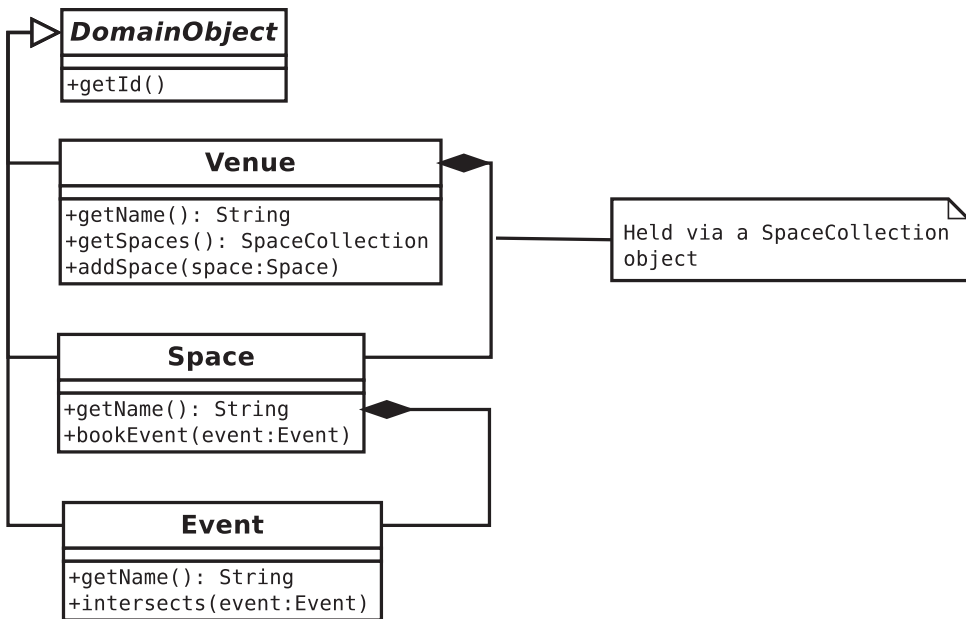 DomainObject
+getId()
Venue
+getName(): String
+getSpaces(): SpaceCollection
+addSpace(space:Space)
Held via a SpaceCollection
object
Space
+getName(): String
+bookEvent(event:Event)
Event
+getName(): String
+intersects(event:Event)